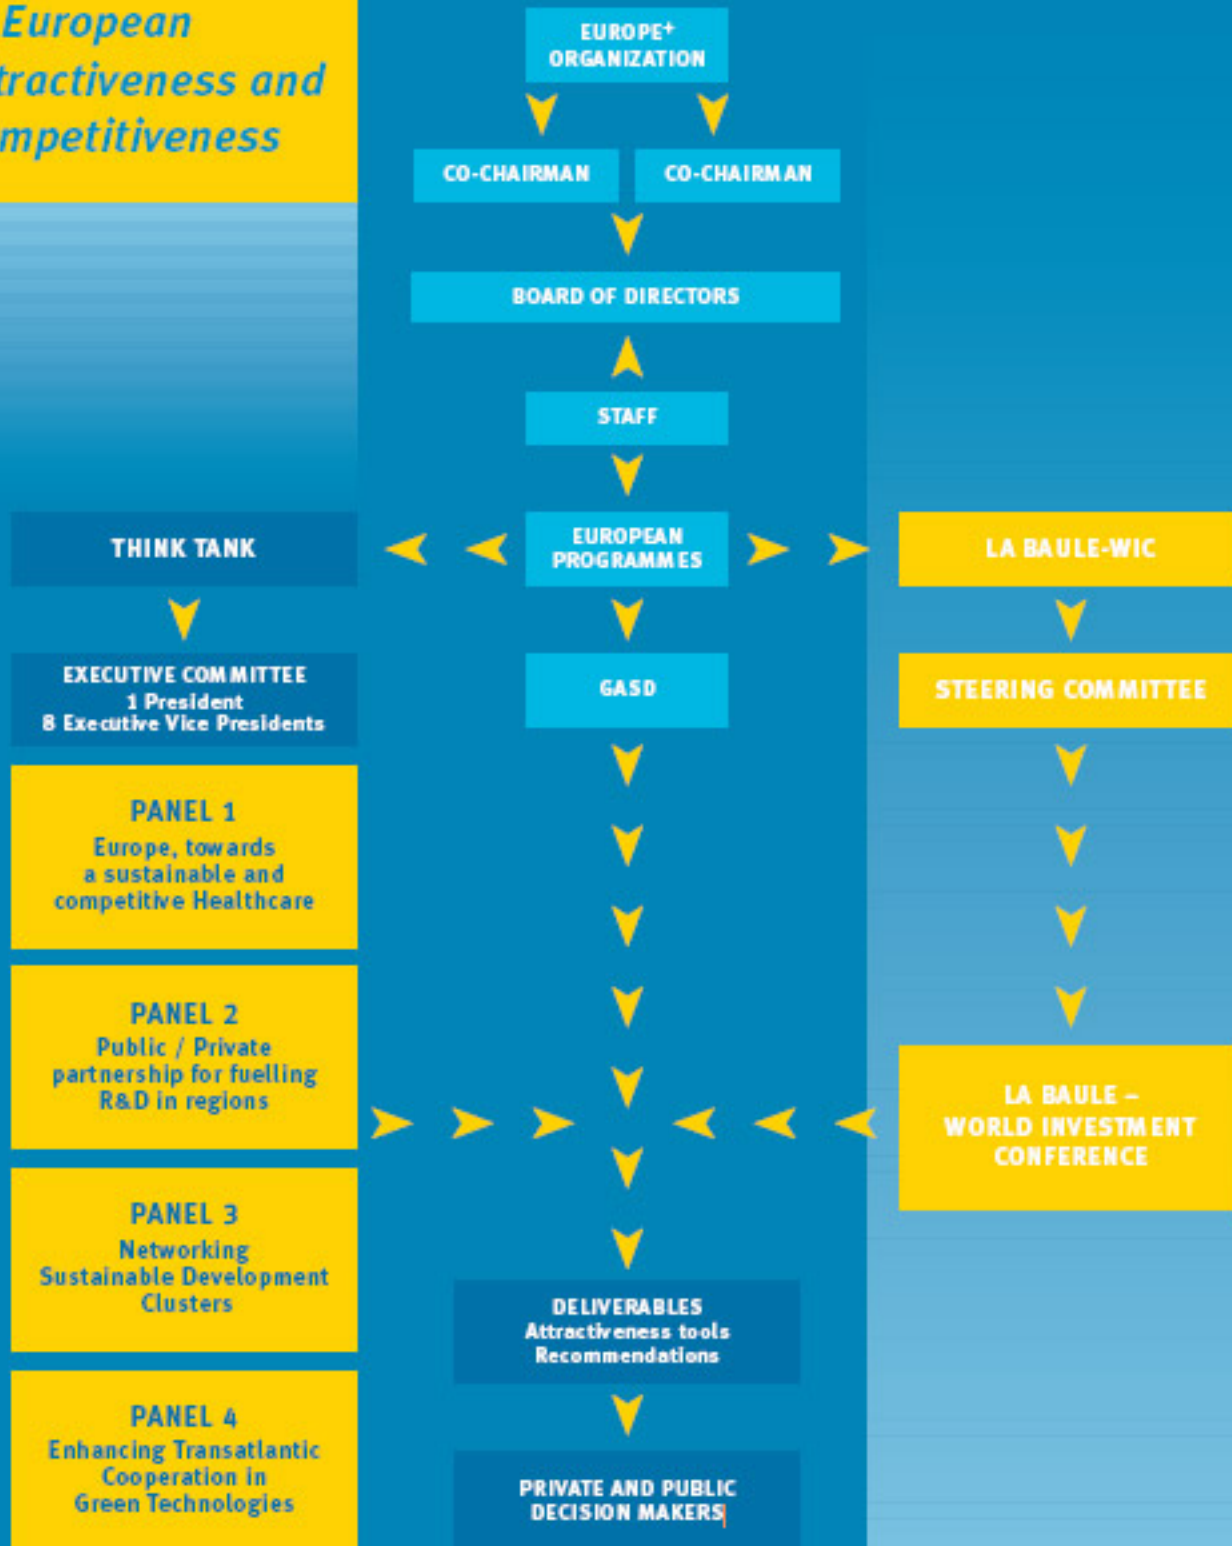 European
and
EUROPE+
ORGANIZATION
CO-CHAIRMAN
CO-CHAIRMAN
BOARD OF DIRECTORS
STAFF
THINK TANK
EUROPEAN
PROGRAMMES
LA BAULE-WIC
EXECUTIVE COMMITTEE
1 President
8 Executive Vice Presidents
GASD
STEERING COMMITTEE
PANEL 1
Europe, towards
a sustainable and
competitive Healthcare
PANEL 2
Public / Private
partnership for fuelling
R&D in regions
LA BAULE –
WORLD INVESTMENT
CONFERENCE
PANEL 3
Networking
Sustainable Development
Clusters
DELIVERABLES
Attractiveness tools
Recommendations
PANEL 4
Enhancing Transatlantic
Cooperation in
Green Technologies
PRIVATE AND PUBLIC
DECISION MAKERS